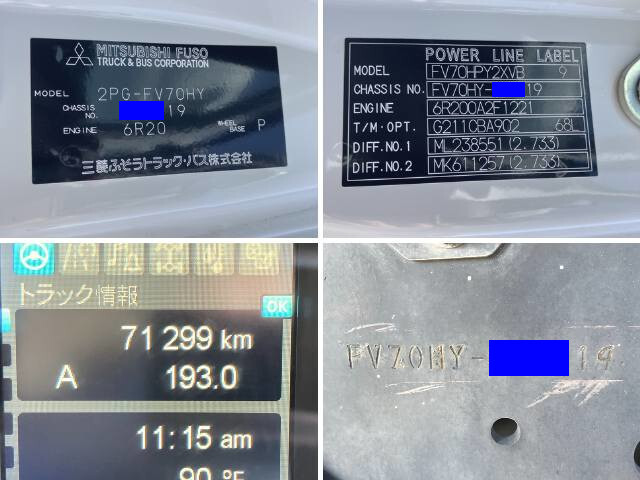 MITSUBISHI FUSO
TRUCK & BUS CORPORATION
MODEL 2PG-FV70HY
CHASSIS NO. 19
ENGINE 6R20 WHEEL BASE P
三菱ふそうトラック・バス株式会社
POWER LINE LABEL
MODEL FV70HPY2XVB 9
CHASSIS NO. FV70HY- 19
ENGINE 6R200A2F1221
T/M.OPT. G211CBA902 68L
DIFF.NO.1 ML238551(2.733)
DIFF.NO.2 MK611257(2.733)
トラック情報
OK
71 299 km
A 193.0
11:15 am
90 °F
FV70HY- 19